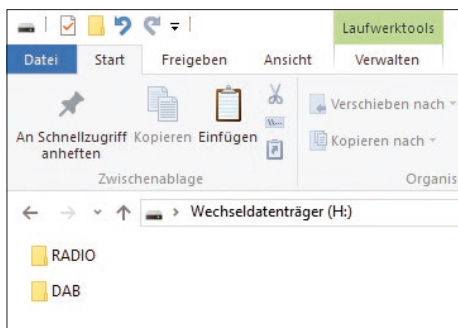 Laufwerktools
Datei Start Freigeben Ansicht Verwalten
An Schnellzugriff anheften
Kopieren Einfügen
Verschieben nach
Kopieren nach
Zwischenablage Organis
Wechseldatenträger (H:)
RADIO
DAB